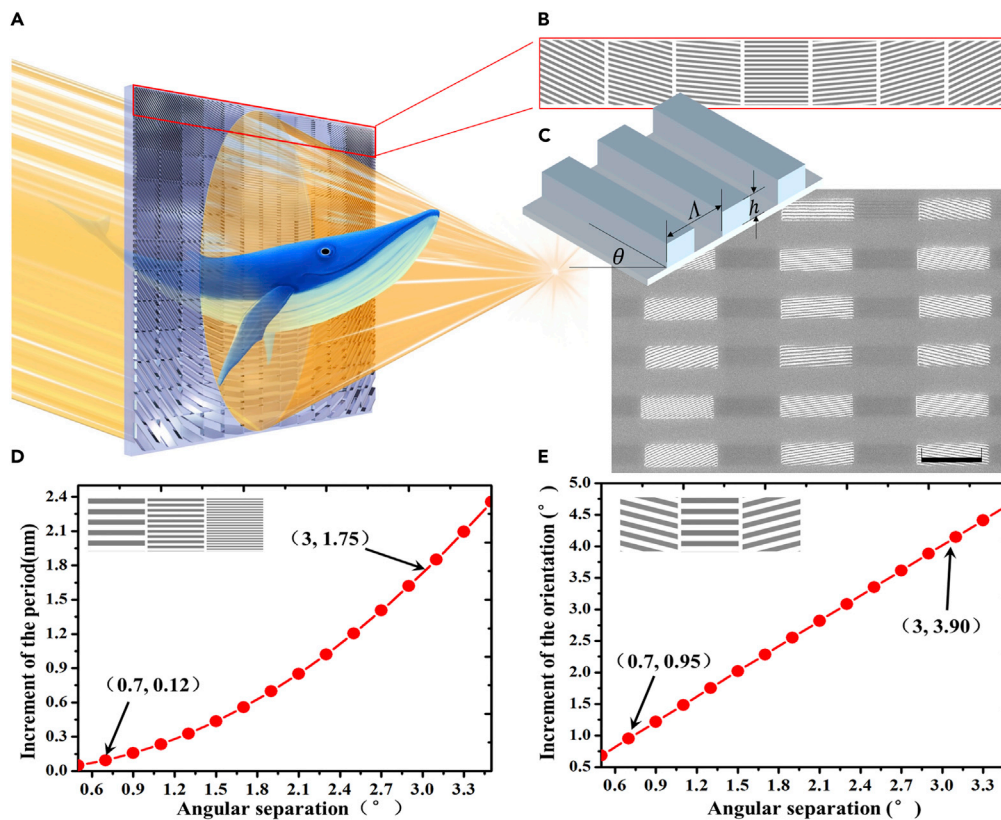 A
B
C
Λ
h
θ
D
2.4
2.1
1.8
1.5
1.2
0.9
0.6
0.3
0.0
Increment of the period(nm)
(3, 1.75)
(0.7, 0.12)
0.6 0.9 1.2 1.5 1.8 2.1 2.4 2.7 3.0 3.3
Angular separation (°)
E
5.0
4.5
4.0
3.5
3.0
2.5
2.0
1.5
1.0
0.5
Increment of the orientation (°)
(3, 3.90)
(0.7, 0.95)
0.6 0.9 1.2 1.5 1.8 2.1 2.4 2.7 3.0 3.3
Angular separation (°)